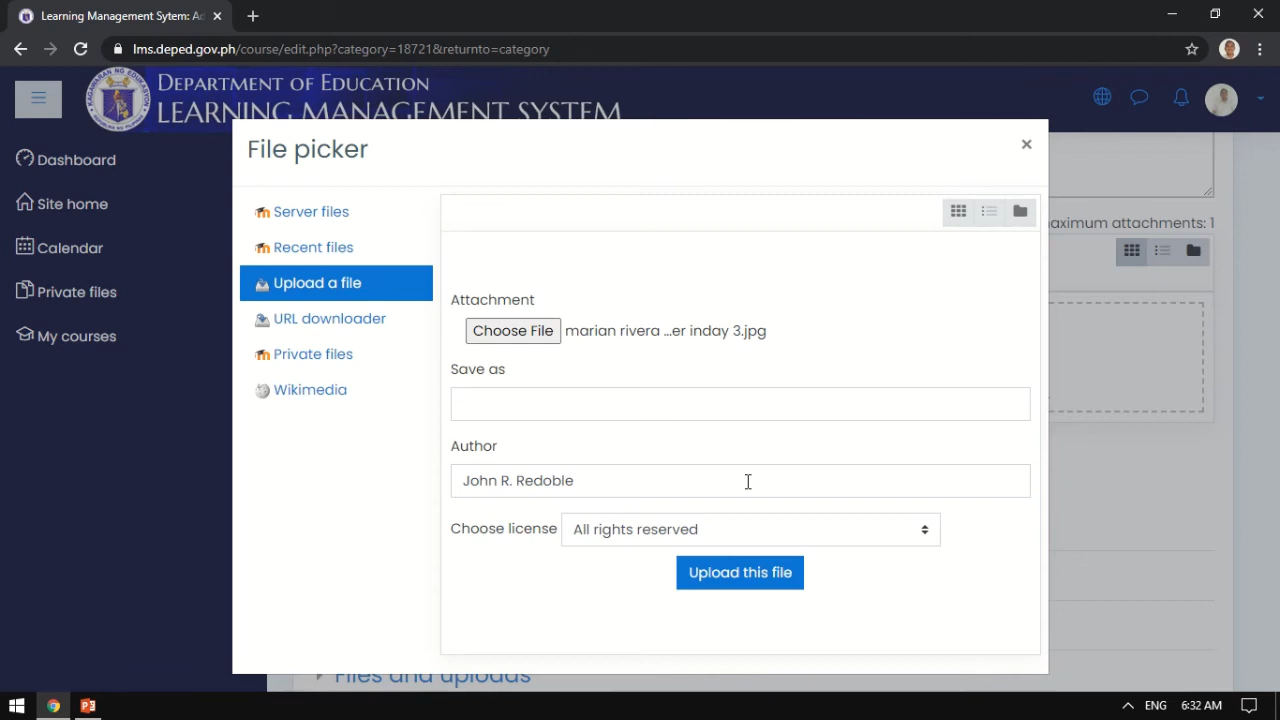 Learning Management Sytem: Ad
lms.deped.gov.ph/course/edit.php?category=18721&returnto=category
DEPARTMENT OF EDUCATION
LEARNING MANAGEMENT SYSTEM
Dashboard
Site home
Calendar
Private files
My courses
File picker
Server files
Recent files
Upload a file
URL downloader
Private files
Wikimedia
Attachment
Choose File marian rivera ...er inday 3.jpg
Save as
Author
John R. Redoble
Choose license All rights reserved
Upload this file
aximum attachments: 1
Files and uploads
ENG 6:32 AM